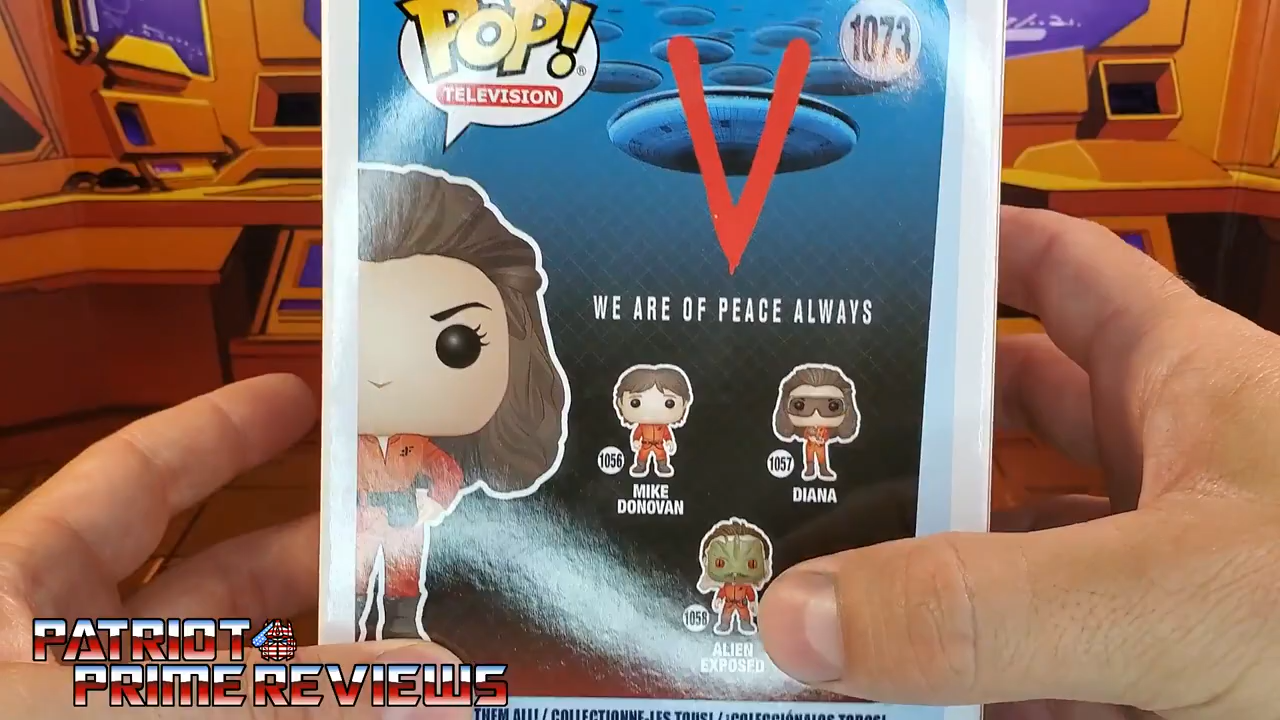 POP!
TELEVISION
1073
V
WE ARE OF PEACE ALWAYS
1056
MIKE
DONOVAN
1057
DIANA
1058
ALIEN
EXPOSED
THEM ALL! / COLLECTIONNE-LES TOUS! / ¡COLECCIÓNALOS TODOS!
PATRIOT
PRIME REVIEWS